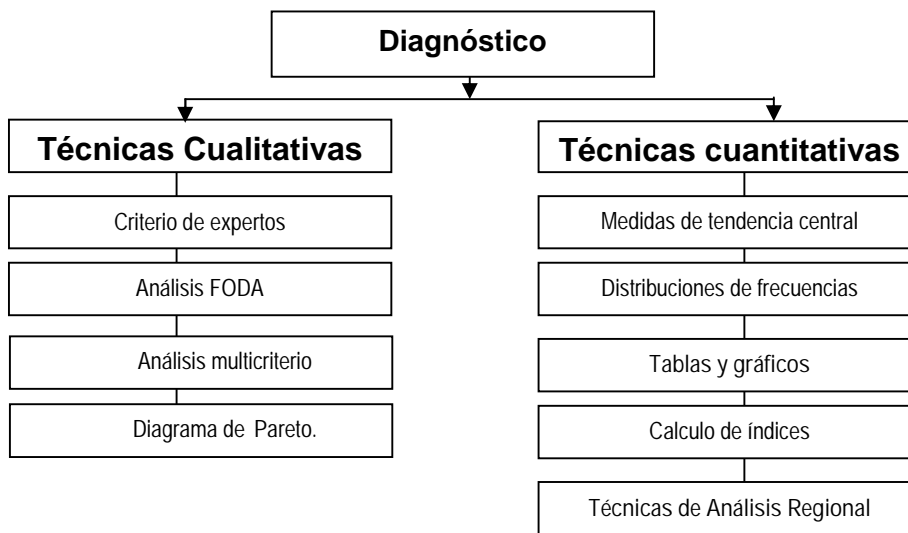 Diagnóstico
Técnicas Cualitativas
Criterio de expertos
Análisis FODA
Análisis multicriterio
Diagrama de Pareto.
Técnicas cuantitativas
Medidas de tendencia central
Distribuciones de frecuencias
Tablas y gráficos
Calculo de índices
Técnicas de Análisis Regional